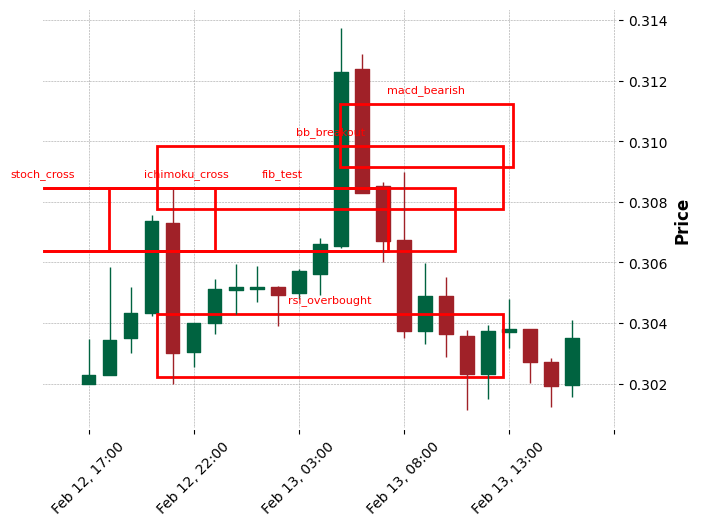 0.314
0.312
macd_bearish
bb_breakout
0.310
stoch_cross
ichimoku_cross
fib_test
0.308
Price
0.306
rsi_overbought
0.304
0.302
Feb 12, 17:00
Feb 12, 22:00
Feb 13, 03:00
Feb 13, 08:00
Feb 13, 13:00